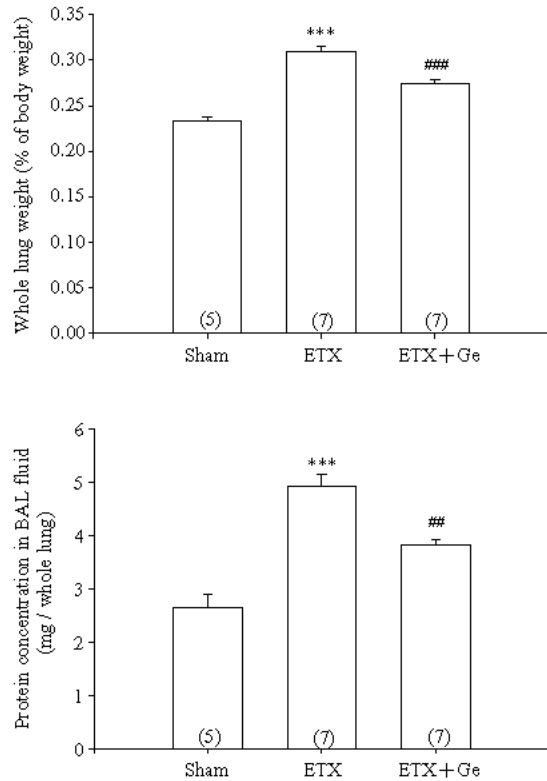 Whole lung weight (% of body weight)
0.35
0.30
0.25
0.20
0.15
0.10
0.05
0.00
***
###
(5)
(7)
(7)
Sham
ETX
ETX+Ge
Protein concentration in BAL fluid
(mg / whole lung)
6
5
4
3
2
1
0
***
##
(5)
(7)
(7)
Sham
ETX
ETX+Ge